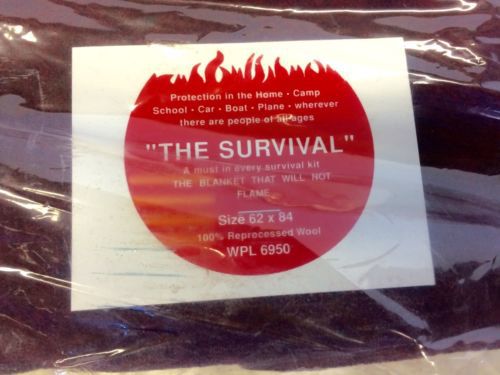 Protection in the Home · Camp
School · Car · Boat · Plane · wherever
there are people of all ages
"THE SURVIVAL"
A must in every survival kit
THE BLANKET THAT WILL NOT
FLAME
Size 62 x 84
100% Reprocessed Wool
WPL 6950